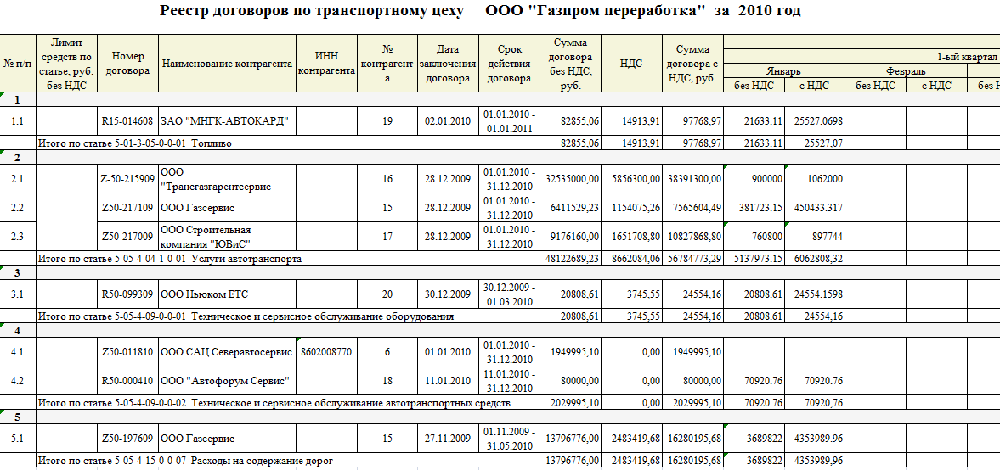 Реестр договоров по транспортному цеху ООО "Газпром переработка" за 2010 год
№ п/п Лимит средств по статье, руб. без НДС Номер договора Наименование контрагента ИНН контрагента № контрагента Дата заключения договора Срок действия договора Сумма договора без НДС, руб. НДС Сумма договора с НДС, руб. 1-ый квартал
Январь Февраль
без НДС с НДС без НДС с НДС без Н
1
1.1 R15-014608 ЗАО "МНГК-АВТОКАРД" 19 02.01.2010 01.01.2010 - 01.01.2011 82855,06 14913,91 97768,97 21633.11 25527.0698
Итого по статье 5-01-3-05-0-0-01 Топливо 82855,06 14913,91 97768,97 21633.11 25527,07
2
2.1 Z-50-215909 ООО "Трансгазгарентсервис 16 28.12.2009 01.01.2010 - 31.12.2010 32535000,00 5856300,00 38391300,00 900000 1062000
2.2 Z50-217109 ООО Газсервис 15 28.12.2009 01.01.2010 - 31.12.2010 6411529,23 1154075,26 7565604,49 381723.15 450433.317
2.3 Z50-217009 ООО Строительная компания "ЮВиС" 17 28.12.2009 01.01.2010 - 31.12.2010 9176160,00 1651708,80 10827868,80 760800 897744
Итого по статье 5-05-4-04-1-0-01 Услуги автотранспорта 48122689,23 8662084,06 56784773,29 5137973.15 6062808,32
3
3.1 R50-099309 ООО Ньюком ЕТС 20 30.12.2009 30.12.2009 - 01.03.2010 20808,61 3745,55 24554,16 20808.61 24554.1598
Итого по статье 5-05-4-09-0-0-01 Техническое и сервисное обслуживание оборудования 20808,61 3745,55 24554,16 20808.61 24554,16
4
4.1 Z50-011810 ООО САЦ Северавтосервис 8602008770 6 01.01.2010 01.01.2010 - 31.12.2010 1949995,10 0,00 1949995,10
4.2 R50-000410 ООО "Автофорум Сервис" 18 11.01.2010 11.01.2010 - 31.12.2010 80000,00 0,00 80000,00 70920.76 70920.76
Итого по статье 5-05-4-09-0-0-02 Техническое и сервисное обслуживание автотранспортных средств 2029995,10 0,00 2029995,10 70920.76 70920,76
5
5.1 Z50-197609 ООО Газсервис 15 27.11.2009 01.11.2009 - 31.05.2010 13796776,00 2483419,68 16280195,68 3689822 4353989.96
Итого по статье 5-05-4-15-0-0-07 Расходы на содержание дорог 13796776,00 2483419,68 16280195,68 3689822 4353989,96